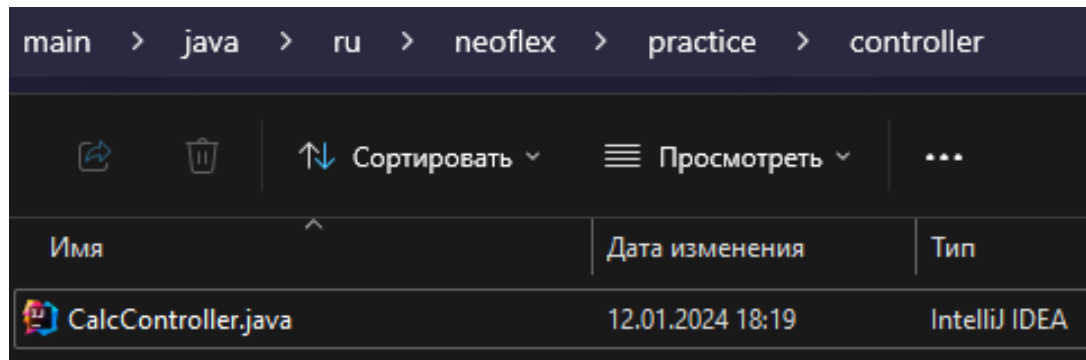 main > java > ru > neoflex > practice > controller
Сортировать Просмотреть •••
Имя Дата изменения Тип
CalcController.java 12.01.2024 18:19 IntelliJ IDEA